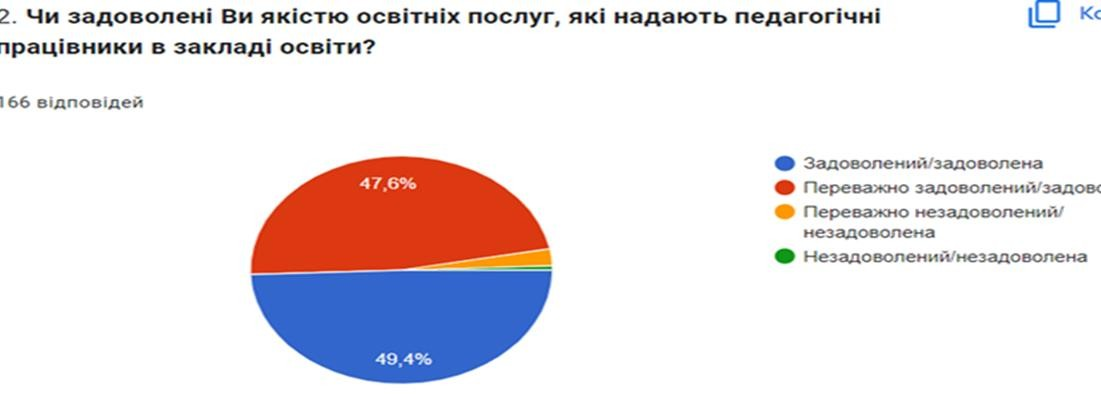 2. Чи задоволені Ви якістю освітніх послуг, які надають педагогічні
працівники в закладі освіти?
166 відповідей
47,6%
49,4%
Задоволений/задоволена
Переважно задоволений/задово
Переважно незадоволений/
незадоволена
Незадоволений/незадоволена